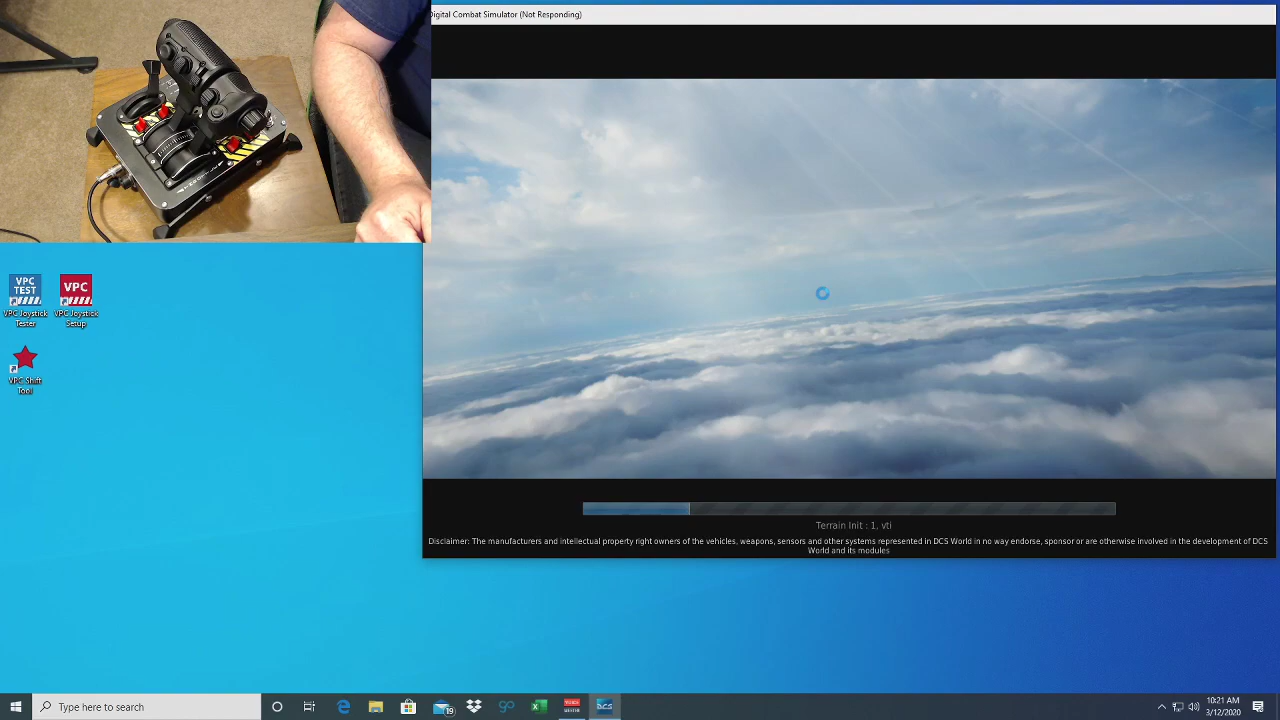 Digital Combat Simulator (Not Responding)
VPC
TEST
VPC
VPC Joystick
Tester
VPC Joystick
Setup
VPC Shift
Tool
Terrain Init : 1, vti
Disclaimer: The manufacturers and intellectual property right owners of the vehicles, weapons, sensors and other systems represented in DCS World in no way endorse, sponsor or are otherwise involved in the development of DCS
World and its modules
Type here to search
19
DCS
10:21 AM
3/12/2020